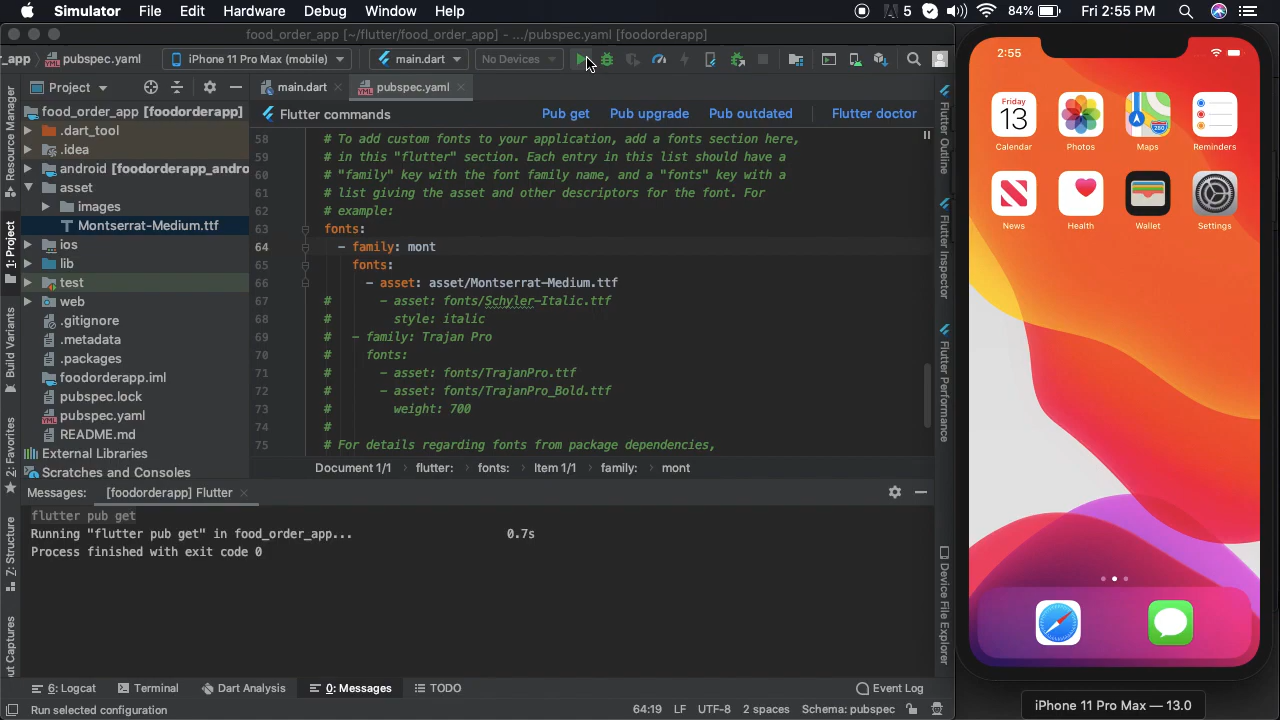 Simulator File Edit Hardware Debug Window Help 5 84% Fri 2:55 PM
food_order_app [~/flutter/food_order_app] - .../pubspec.yaml [foodorderapp]
_app pubspec.yaml iPhone 11 Pro Max (mobile) main.dart No Devices
Project main.dart pubspec.yaml
Flutter commands Pub get Pub upgrade Pub outdated Flutter doctor
Resource Manager
1: Project
Build Variants
2: Favorites
7: Structure
ut Captures
food_order_app [foodorderapp]
.dart_tool
.idea
android [foodorderapp_andro
asset
images
Montserrat-Medium.ttf
ios
lib
test
web
.gitignore
.metadata
.packages
foodorderapp.iml
pubspec.lock
pubspec.yaml
README.md
External Libraries
Scratches and Consoles
58 # To add custom fonts to your application, add a fonts section here,
59 # in this "flutter" section. Each entry in this list should have a
60 # "family" key with the font family name, and a "fonts" key with a
61 # list giving the asset and other descriptors for the font. For
62 # example:
63 fonts:
64 - family: mont
65 fonts:
66 - asset: asset/Montserrat-Medium.ttf
67 # - asset: fonts/Schyler-Italic.ttf
68 # style: italic
69 # - family: Trajan Pro
70 # fonts:
71 # - asset: fonts/TrajanPro.ttf
72 # - asset: fonts/TrajanPro_Bold.ttf
73 # weight: 700
74 #
75 # For details regarding fonts from package dependencies,
Document 1/1 flutter: fonts: Item 1/1 family: mont
Flutter Outline
Flutter Inspector
Flutter Performance
Device File Explorer
Messages: [foodorderapp] Flutter
flutter pub get
Running "flutter pub get" in food_order_app... 0.7s
Process finished with exit code 0
6: Logcat Terminal Dart Analysis 0: Messages TODO Event Log
Run selected configuration 64:19 LF UTF-8 2 spaces Schema: pubspec
2:55
Friday
13
280
Calendar Photos Maps Reminders
News Health Wallet Settings
iPhone 11 Pro Max — 13.0